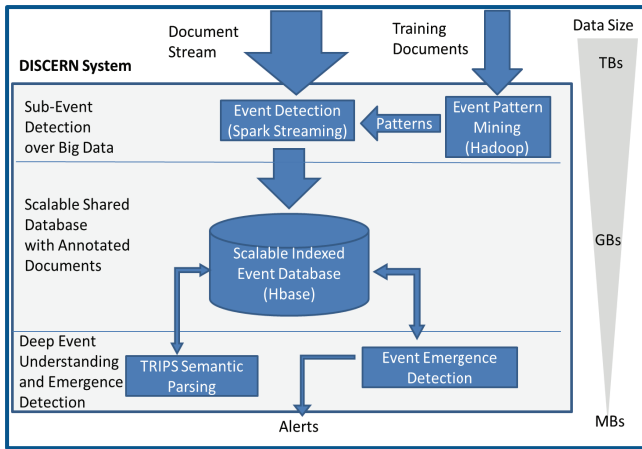 Document
Stream
Training
Documents
Data Size
DISCERN System
TBs
Sub-Event
Detection
over Big Data
Event Detection
(Spark Streaming)
Patterns
Event Pattern
Mining
(Hadoop)
Scalable Shared
Database
with Annotated
Documents
Scalable Indexed
Event Database
(Hbase)
GBs
Deep Event
Understanding
and Emergence
Detection
TRIPS Semantic
Parsing
Event Emergence
Detection
Alerts
MBs